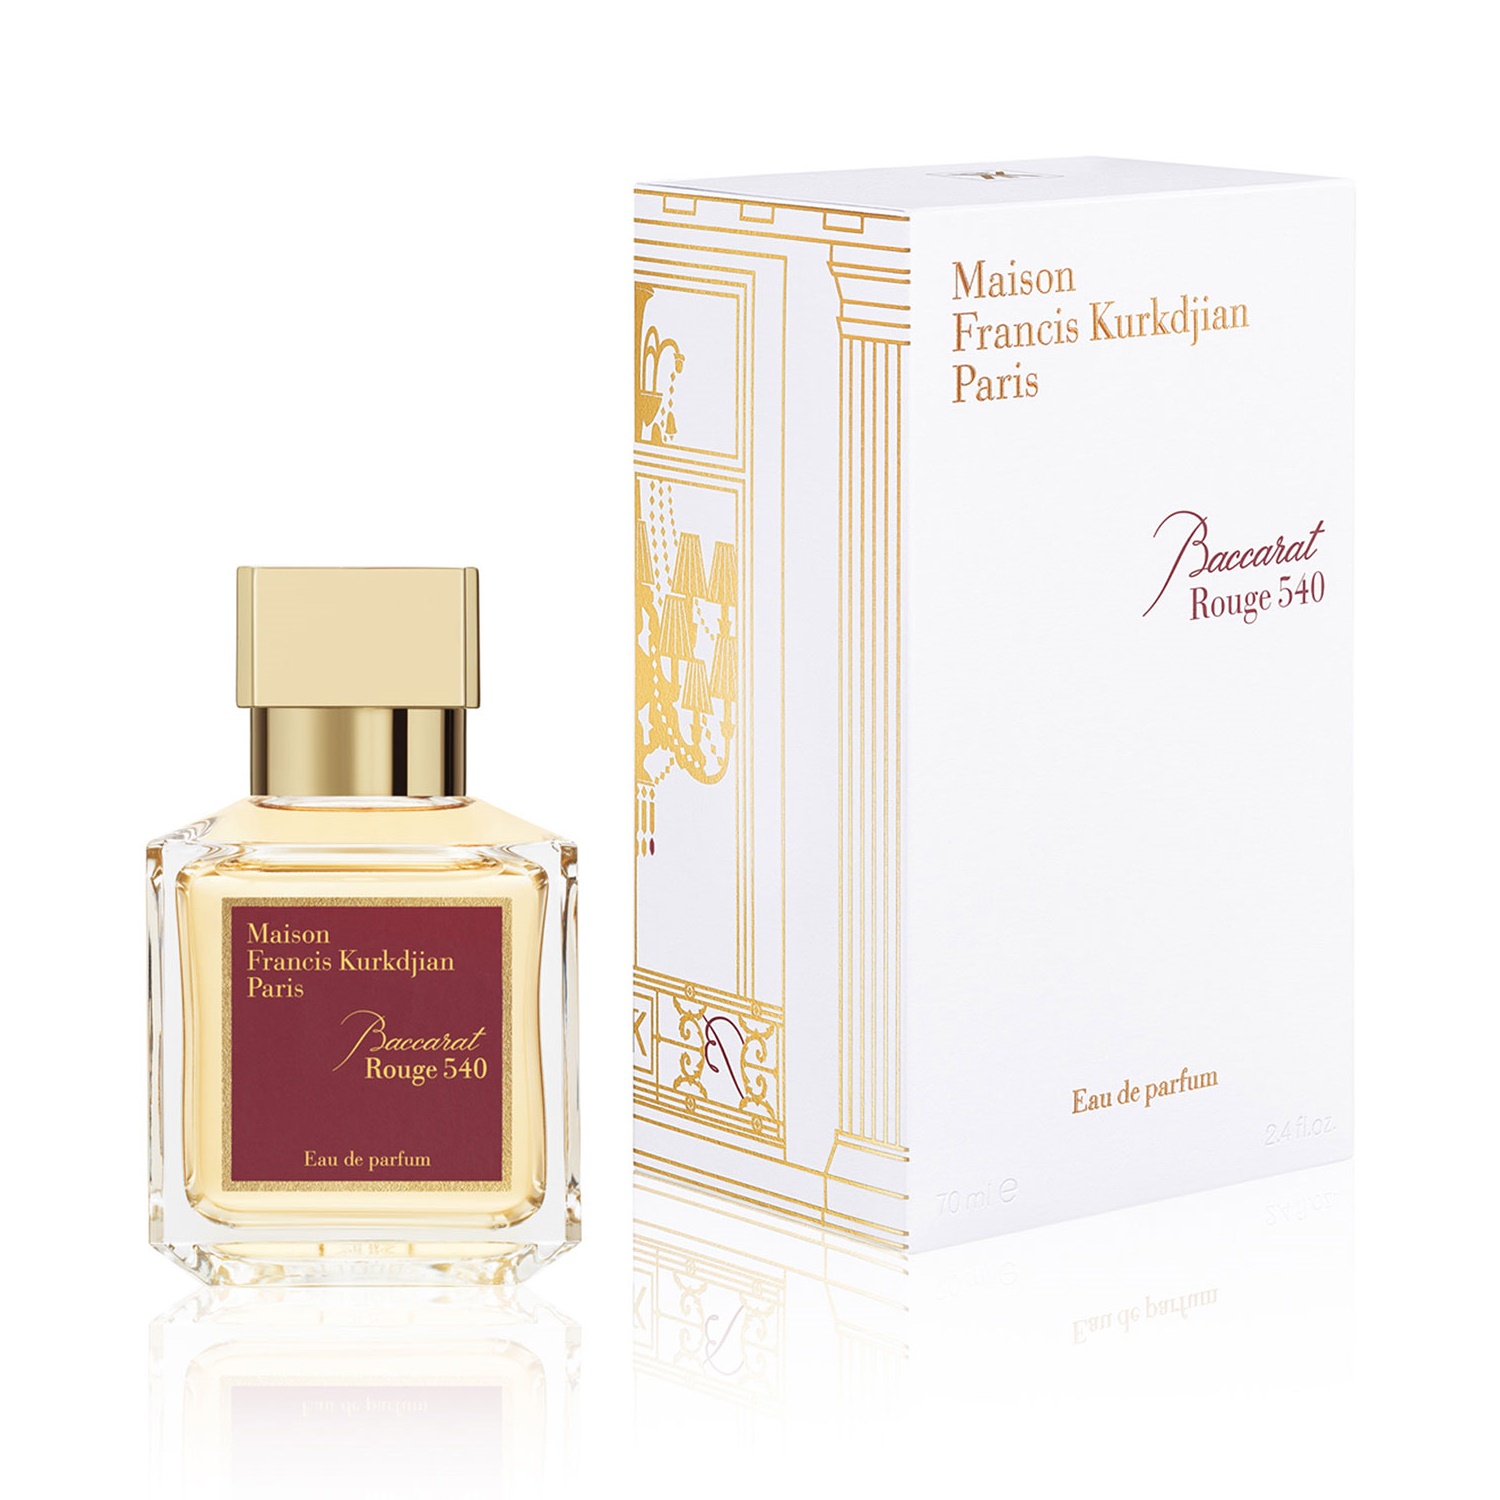 Maison
Francis Kurkdjian
Paris
Baccarat
Rouge 540
Eau de parfum
Maison
Francis Kurkdjian
Paris
Baccarat
Rouge 540
Eau de parfum
70 ml e
2.4 fl.oz.